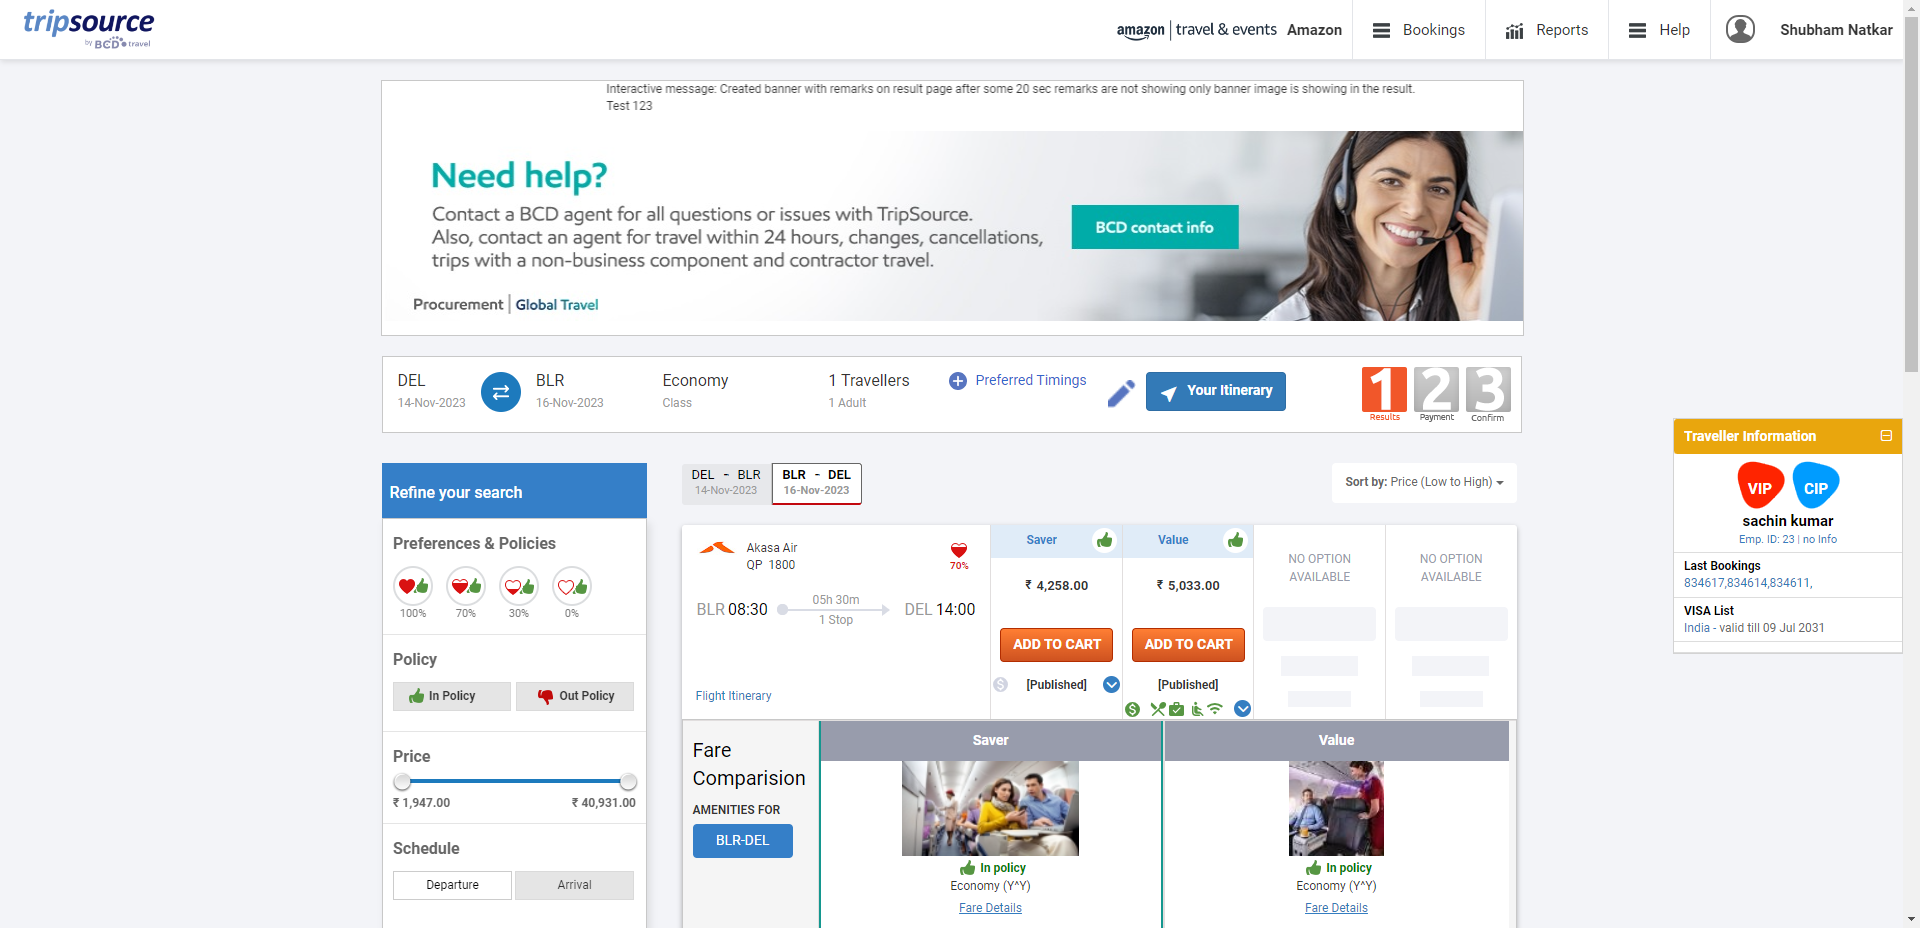 tripsource
by BCD travel
amazon | travel & events Amazon
Bookings
Reports
Help
Shubham Natkar
Interactive message: Created banner with remarks on result page after some 20 sec remarks are not showing only banner image is showing in the result.
Test 123
Need help?
Contact a BCD agent for all questions or issues with TripSource.
Also, contact an agent for travel within 24 hours, changes, cancellations,
trips with a non-business component and contractor travel.
BCD contact info
Procurement | Global Travel
DEL
14-Nov-2023
BLR
16-Nov-2023
Economy
Class
1 Travellers
1 Adult
Preferred Timings
Your Itinerary
1 2 3
Results Payment Confirm
Traveller Information
VIP CIP
sachin kumar
Emp. ID: 23 | no Info
Last Bookings
834617,834614,834611,
VISA List
India - valid till 09 Jul 2031
Refine your search
Preferences & Policies
100% 70% 30% 0%
Policy
In Policy
Out Policy
Price
₹ 1,947.00 ₹ 40,931.00
Schedule
Departure
Arrival
DEL - BLR
14-Nov-2023
BLR - DEL
16-Nov-2023
Sort by: Price (Low to High)
Akasa Air
QP 1800
70%
BLR 08:30
05h 30m
1 Stop
DEL 14:00
Flight Itinerary
Saver
₹ 4,258.00
ADD TO CART
[Published]
Value
₹ 5,033.00
ADD TO CART
[Published]
NO OPTION
AVAILABLE
NO OPTION
AVAILABLE
Fare
Comparision
AMENITIES FOR
BLR-DEL
Saver
In policy
Economy (Y^Y)
Fare Details
Value
In policy
Economy (Y^Y)
Fare Details